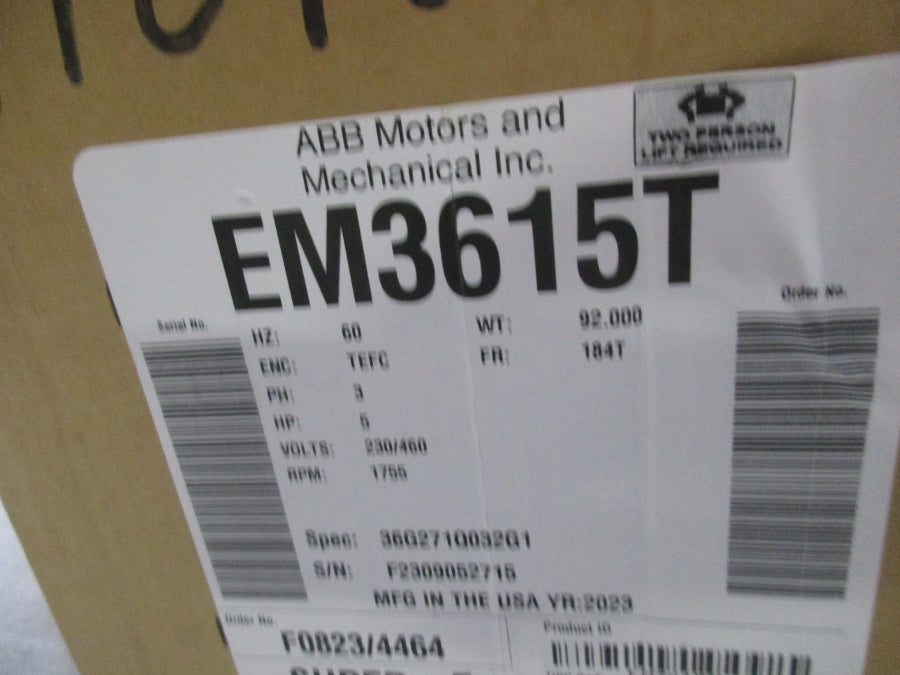 ABB Motors and
Mechanical Inc.
TWO PERSON
LIFT REQUIRED
EM3615T
Serial No.
Order No.
HZ: 60 WT: 92.000
ENC: TEFC FR: 184T
PH: 3
HP: 5
VOLTS: 230/460
RPM: 1755
Spec: 36G271Q032G1
S/N: F2309052715
MFG IN THE USA YR:2023
Order No.
Product ID
F0823/4464